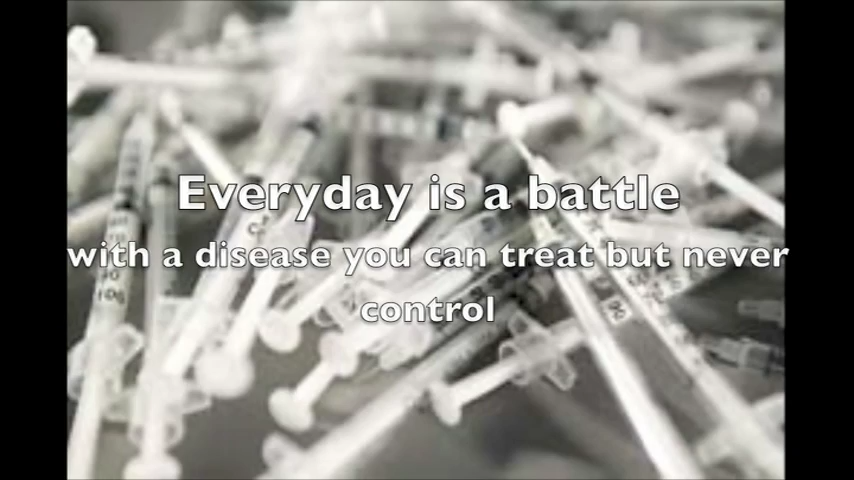 Everyday is a battle
with a disease you can treat but never
control